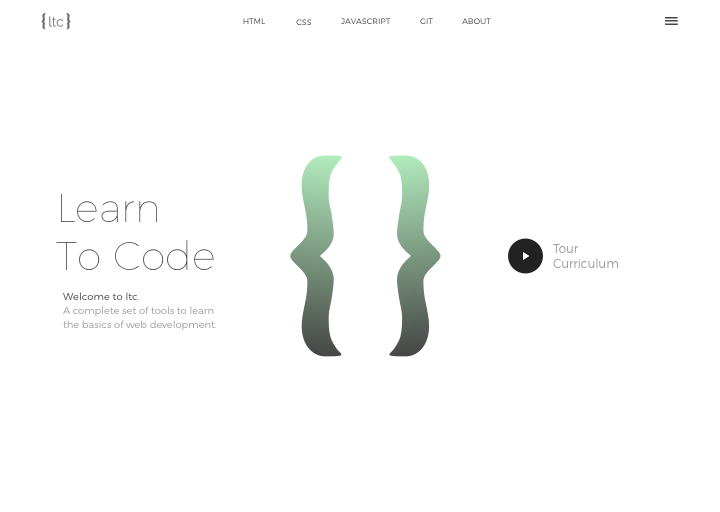 {ltc}
HTML
CSS
JAVASCRIPT
GIT
ABOUT
Learn
To Code
Welcome to ltc.
A complete set of tools to learn
the basics of web development.
{ }
Tour
Curriculum